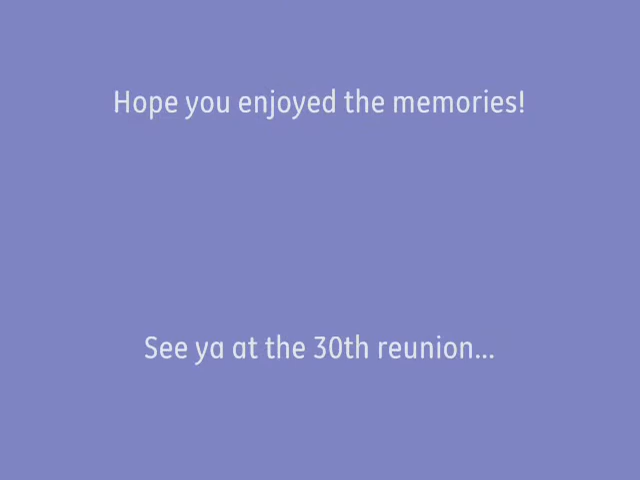 Hope you enjoyed the memories!
See ya at the 30th reunion...